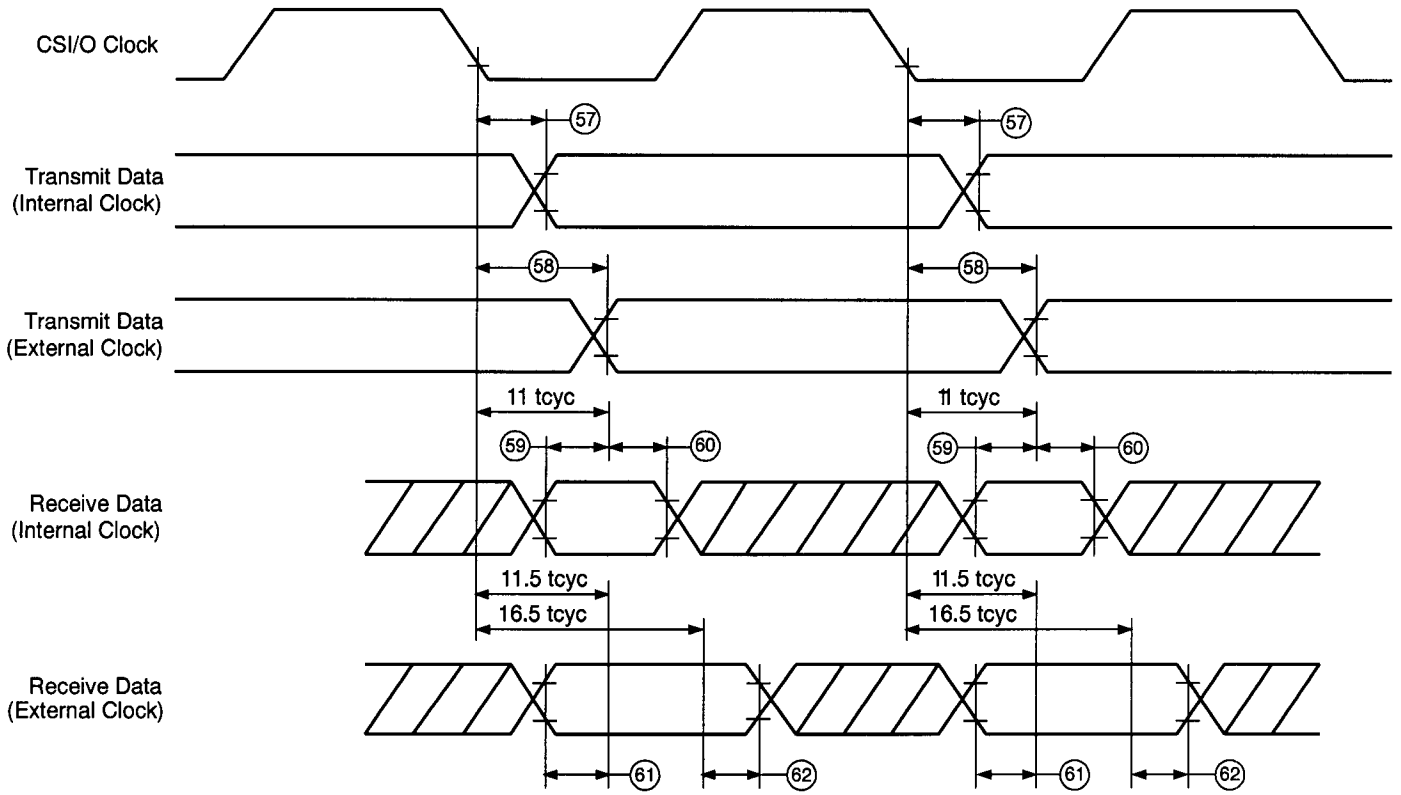 CSI/O Clock
57
57
Transmit Data
(Internal Clock)
58
58
Transmit Data
(External Clock)
11 tcyc
11 tcyc
59
60
59
60
Receive Data
(Internal Clock)
11.5 tcyc
11.5 tcyc
16.5 tcyc
16.5 tcyc
Receive Data
(External Clock)
61
62
61
62